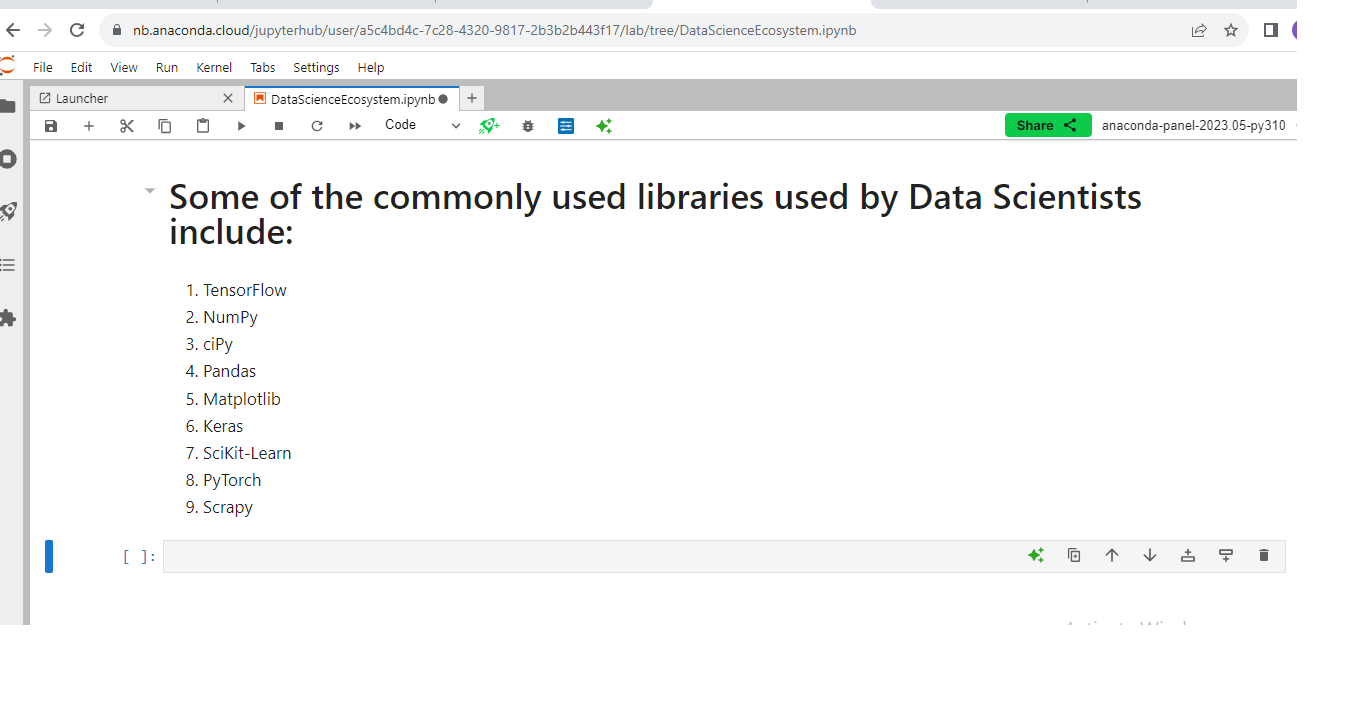 nb.anaconda.cloud/jupyterhub/user/a5c4bd4c-7c28-4320-9817-2b3b2b443f17/lab/tree/DataScienceEcosystem.ipynb
File Edit View Run Kernel Tabs Settings Help
Launcher DataScienceEcosystem.ipynb
Code Share anaconda-panel-2023.05-py310
Some of the commonly used libraries used by Data Scientists
include:
1. TensorFlow
2. NumPy
3. ciPy
4. Pandas
5. Matplotlib
6. Keras
7. SciKit-Learn
8. PyTorch
9. Scrapy
[ ]: